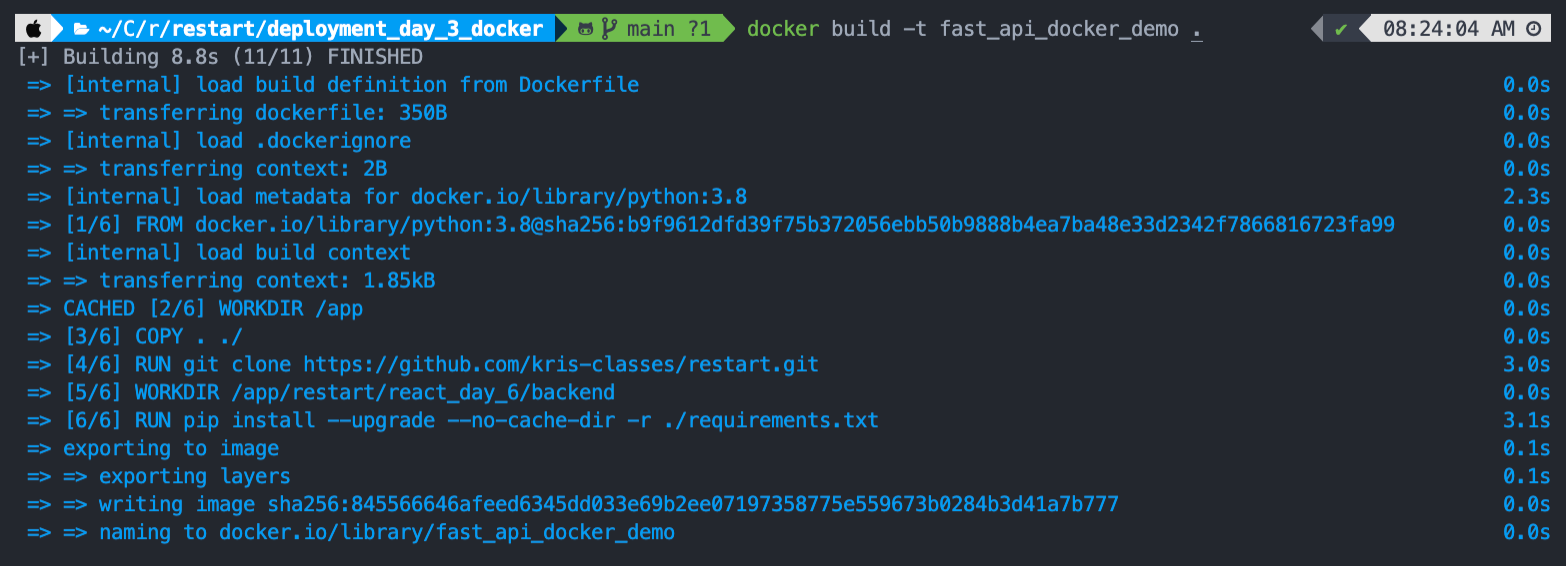 ~/C/r/restart/deployment_day_3_docker main ?1 docker build -t fast_api_docker_demo . ✔ 08:24:04 AM
[+] Building 8.8s (11/11) FINISHED
=> [internal] load build definition from Dockerfile 0.0s
=> => transferring dockerfile: 350B 0.0s
=> [internal] load .dockerignore 0.0s
=> => transferring context: 2B 0.0s
=> [internal] load metadata for docker.io/library/python:3.8 2.3s
=> [1/6] FROM docker.io/library/python:3.8@sha256:b9f9612dfd39f75b372056ebb50b9888b4ea7ba48e33d2342f7866816723fa99 0.0s
=> [internal] load build context 0.0s
=> => transferring context: 1.85kB 0.0s
=> CACHED [2/6] WORKDIR /app 0.0s
=> [3/6] COPY . ./ 0.0s
=> [4/6] RUN git clone https://github.com/kris-classes/restart.git 3.0s
=> [5/6] WORKDIR /app/restart/react_day_6/backend 0.0s
=> [6/6] RUN pip install --upgrade --no-cache-dir -r ./requirements.txt 3.1s
=> exporting to image 0.1s
=> => exporting layers 0.1s
=> => writing image sha256:845566646afeed6345dd033e69b2ee07197358775e559673b0284b3d41a7b777 0.0s
=> => naming to docker.io/library/fast_api_docker_demo 0.0s